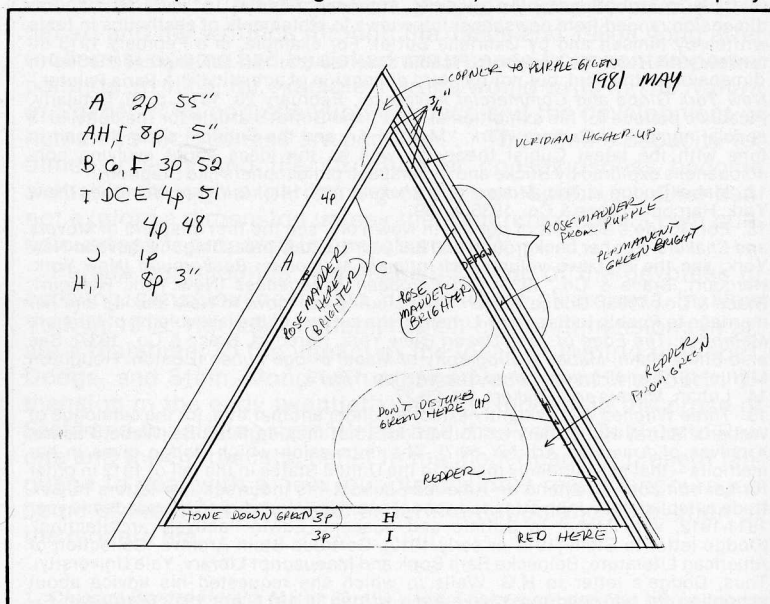 A 2p 55"
A,H,I 8p 5"
B, G, F 3p 52
I DCE 4p 51
4p 48
J 1p
H,I 8p 3"
CORNER TO PURPLE GREEN
1981 MAY
3/4"
VERIDIAN HIGHER UP
4p
A
C
ROSE MADDER
HERE
(BRIGHTER)
ROSE
MADDER
BRIGHTER)
ROSE MADDER
FROM PURPLE
PERMANENT
GREEN BRIGHT
REDDER
FROM GREEN
DON'T DISTURB
GREEN HERE UP
REDDER
TONE DOWN GREEN 3p H
3p I RED HERE)